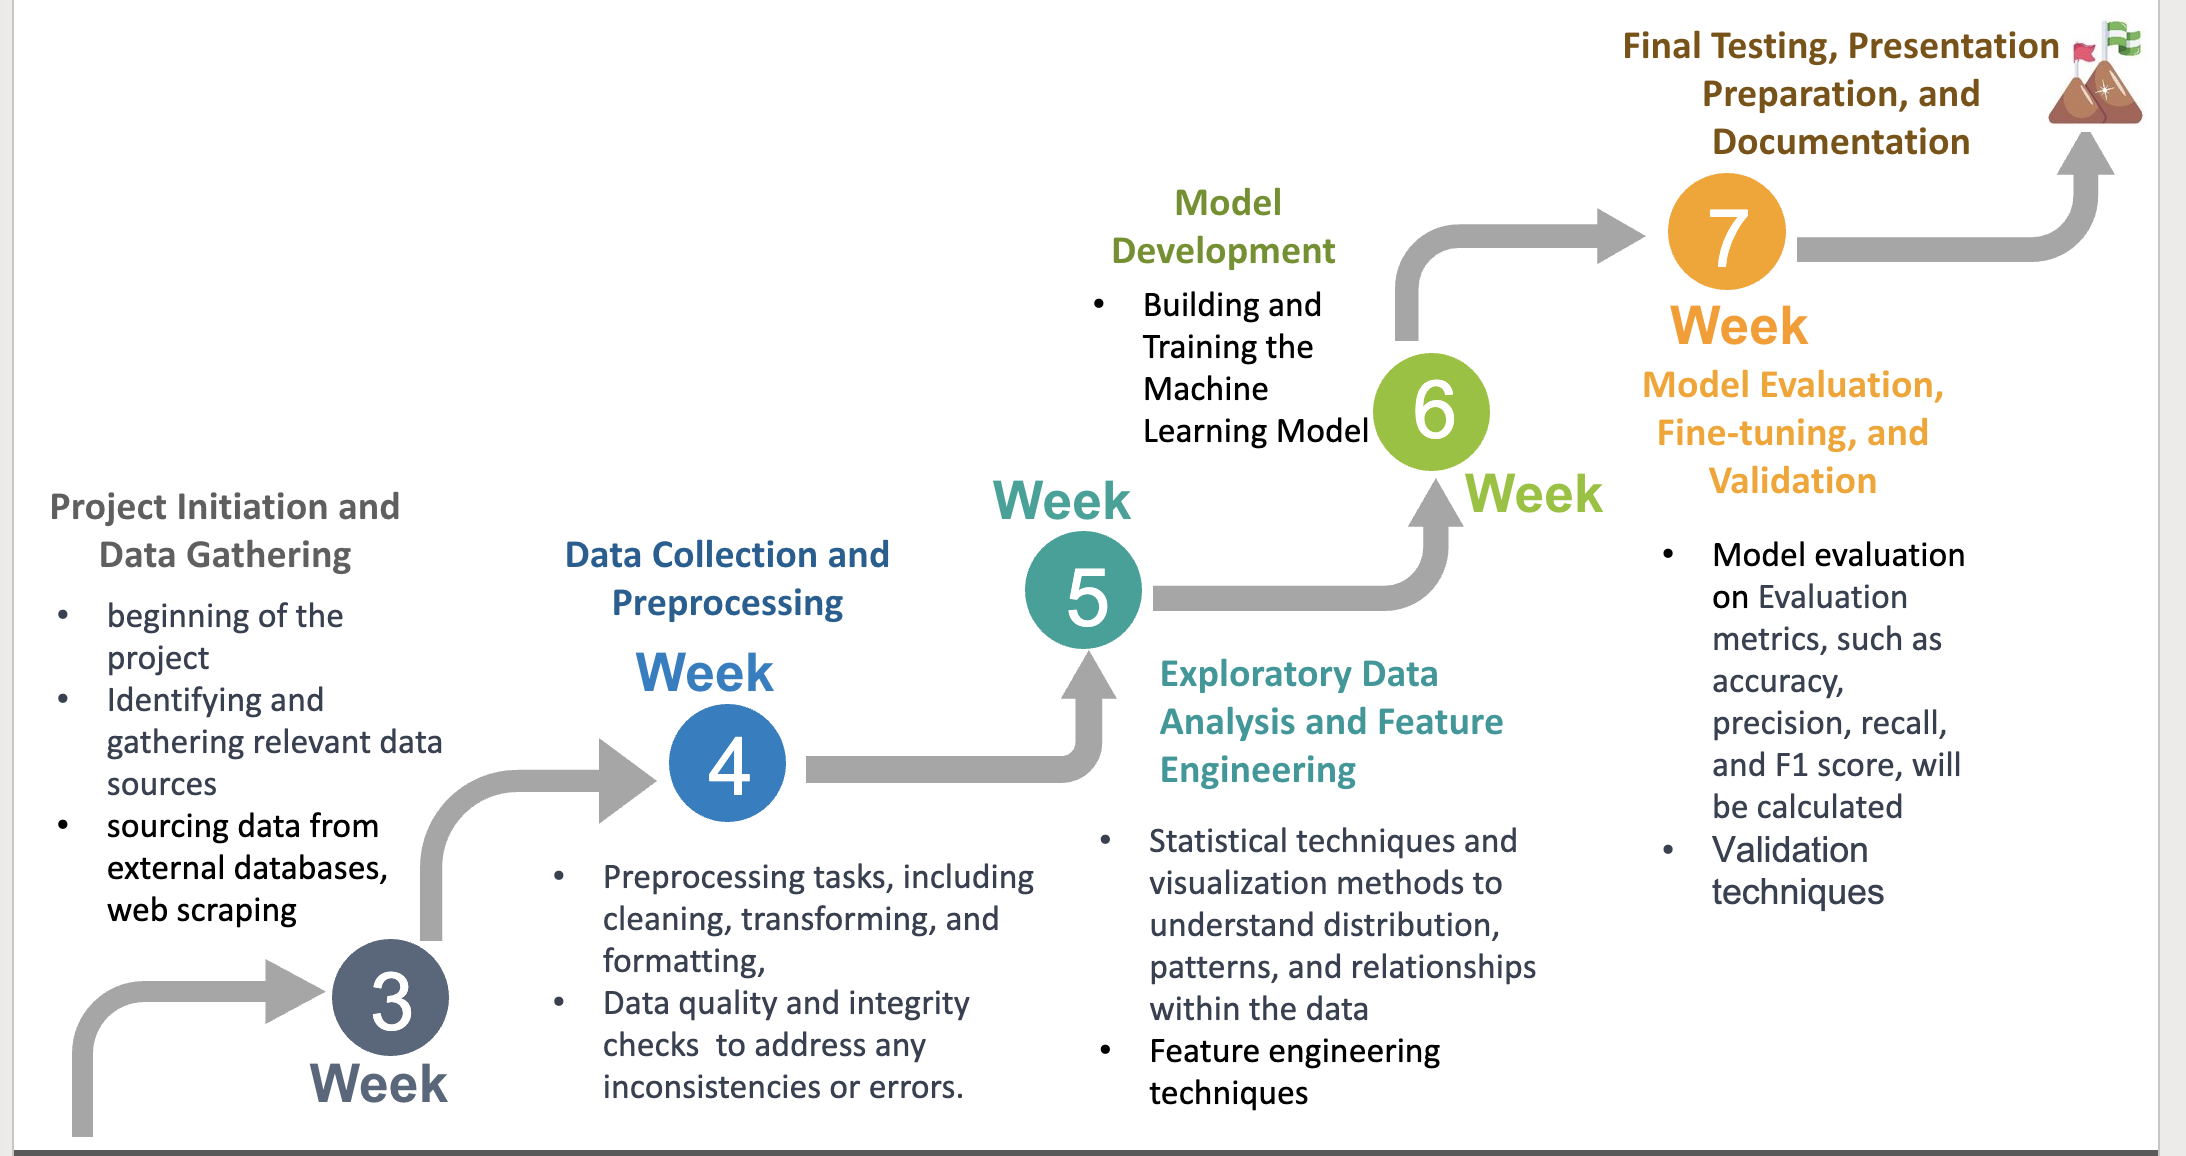 Project Initiation and
Data Gathering
• beginning of the
project
• Identifying and
gathering relevant data
sources
• sourcing data from
external databases,
web scraping
3
Week
Data Collection and
Preprocessing
Week
4
• Preprocessing tasks, including
cleaning, transforming, and
formatting,
• Data quality and integrity
checks  to address any
inconsistencies or errors.
Week
5
Exploratory Data
Analysis and Feature
Engineering
• Statistical techniques and
visualization methods to
understand distribution,
patterns, and relationships
within the data
• Feature engineering
techniques
Model
Development
• Building and
Training the
Machine
Learning Model
6
Week
Final Testing, Presentation
Preparation, and
Documentation
7
Week
Model Evaluation,
Fine-tuning, and
Validation
• Model evaluation
on Evaluation
metrics, such as
accuracy,
precision, recall,
and F1 score, will
be calculated
• Validation
techniques